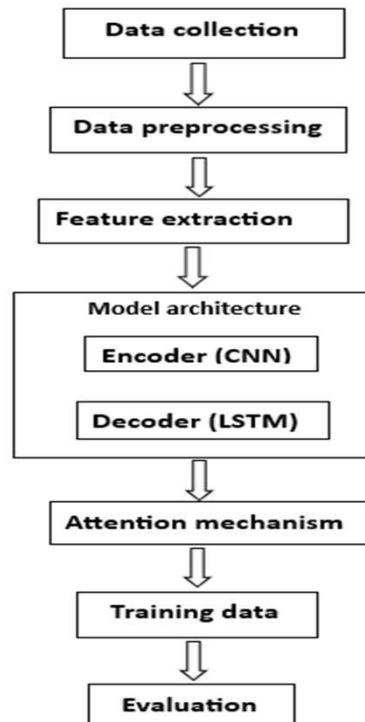 Data collection
Data preprocessing
Feature extraction
Model architecture
Encoder (CNN)
Decoder (LSTM)
Attention mechanism
Training data
Evaluation